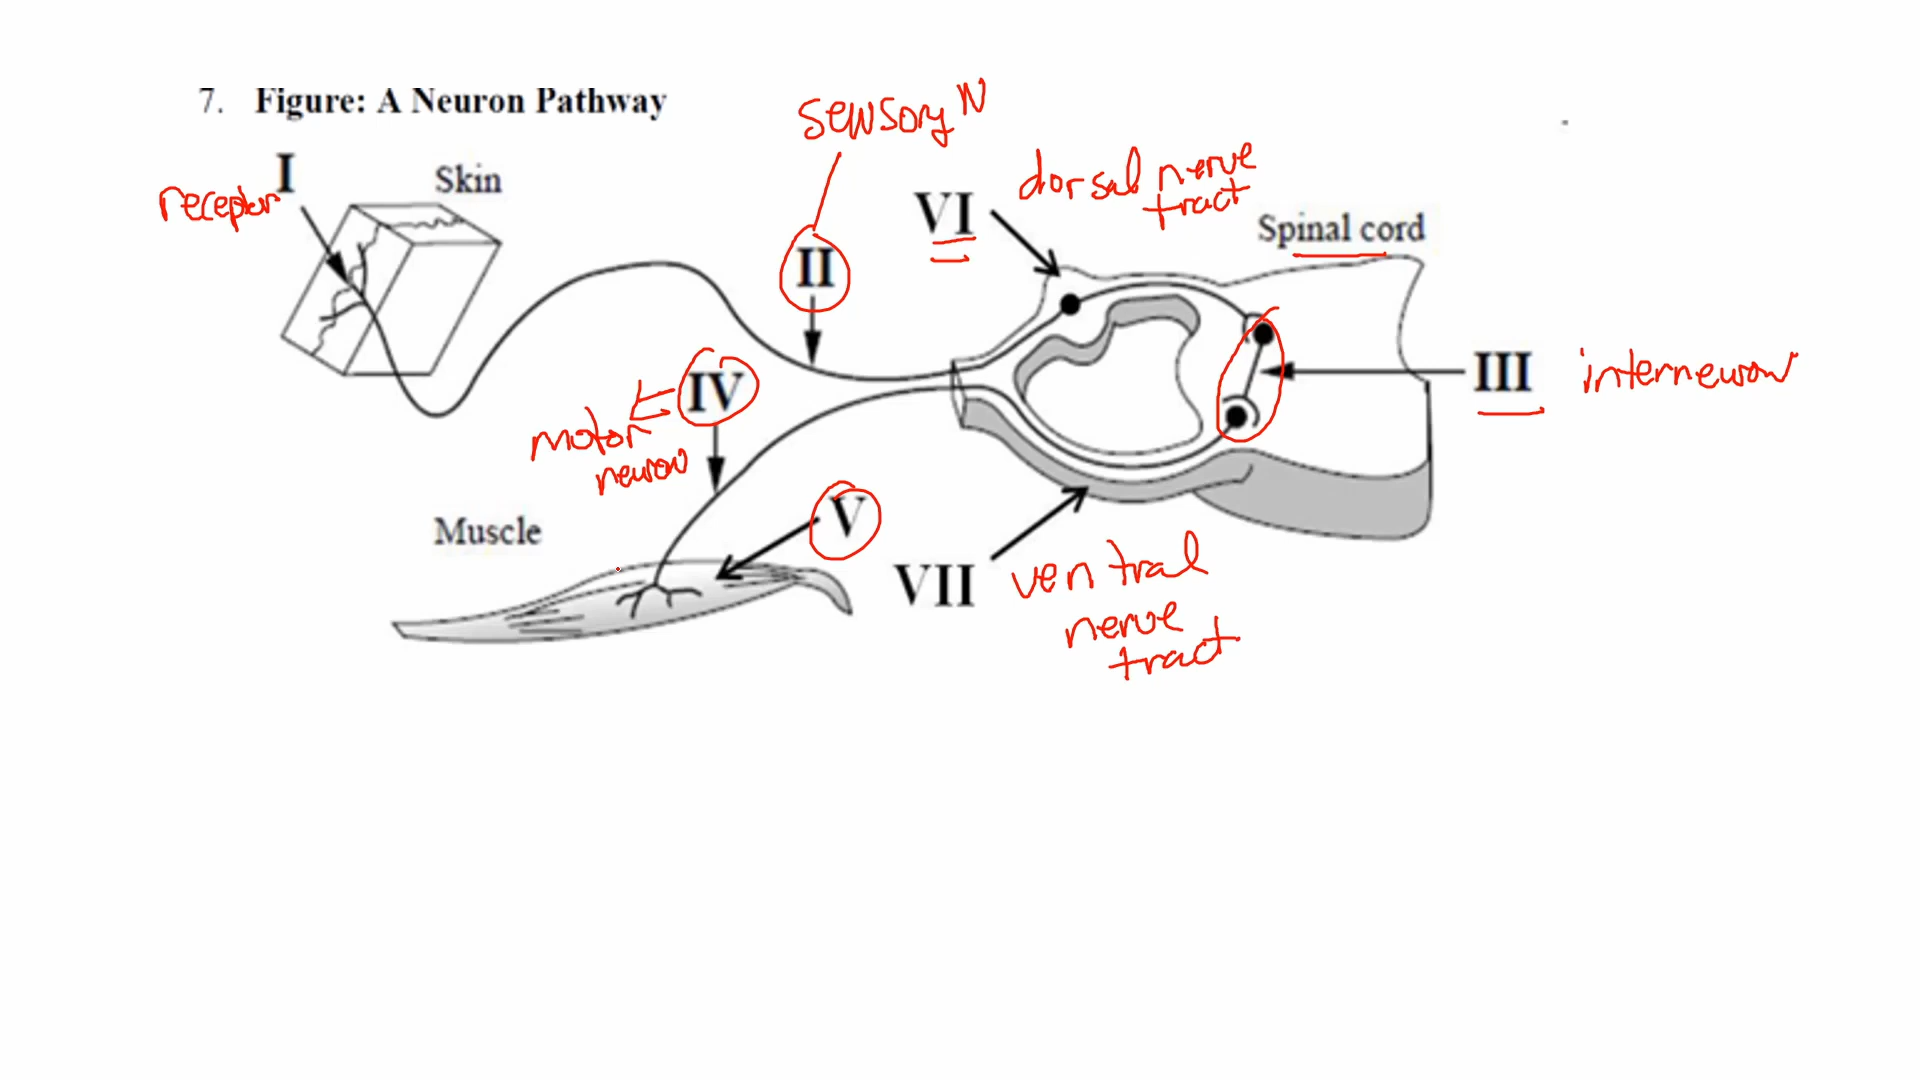 7. Figure: A Neuron Pathway
sensory N
I
Skin
receptor
dorsal nerve
tract
VI
Spinal cord
II
IV
III
interneuron
motor
neuron
Muscle
V
VII
ventral
nerve
tract